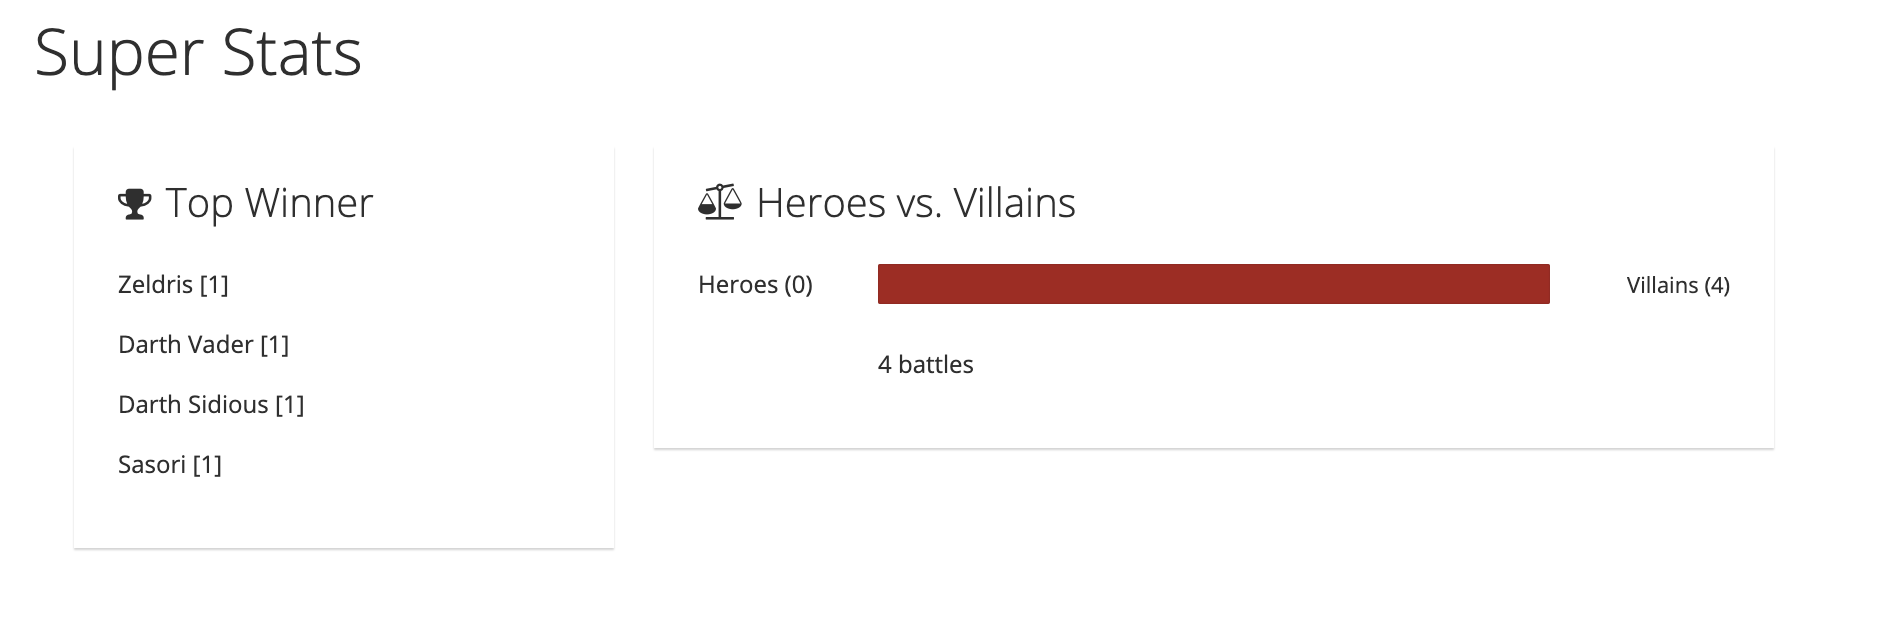 Super Stats
Top Winner
Zeldris [1]
Darth Vader [1]
Darth Sidious [1]
Sasori [1]
Heroes vs. Villains
Heroes (0)
Villains (4)
4 battles